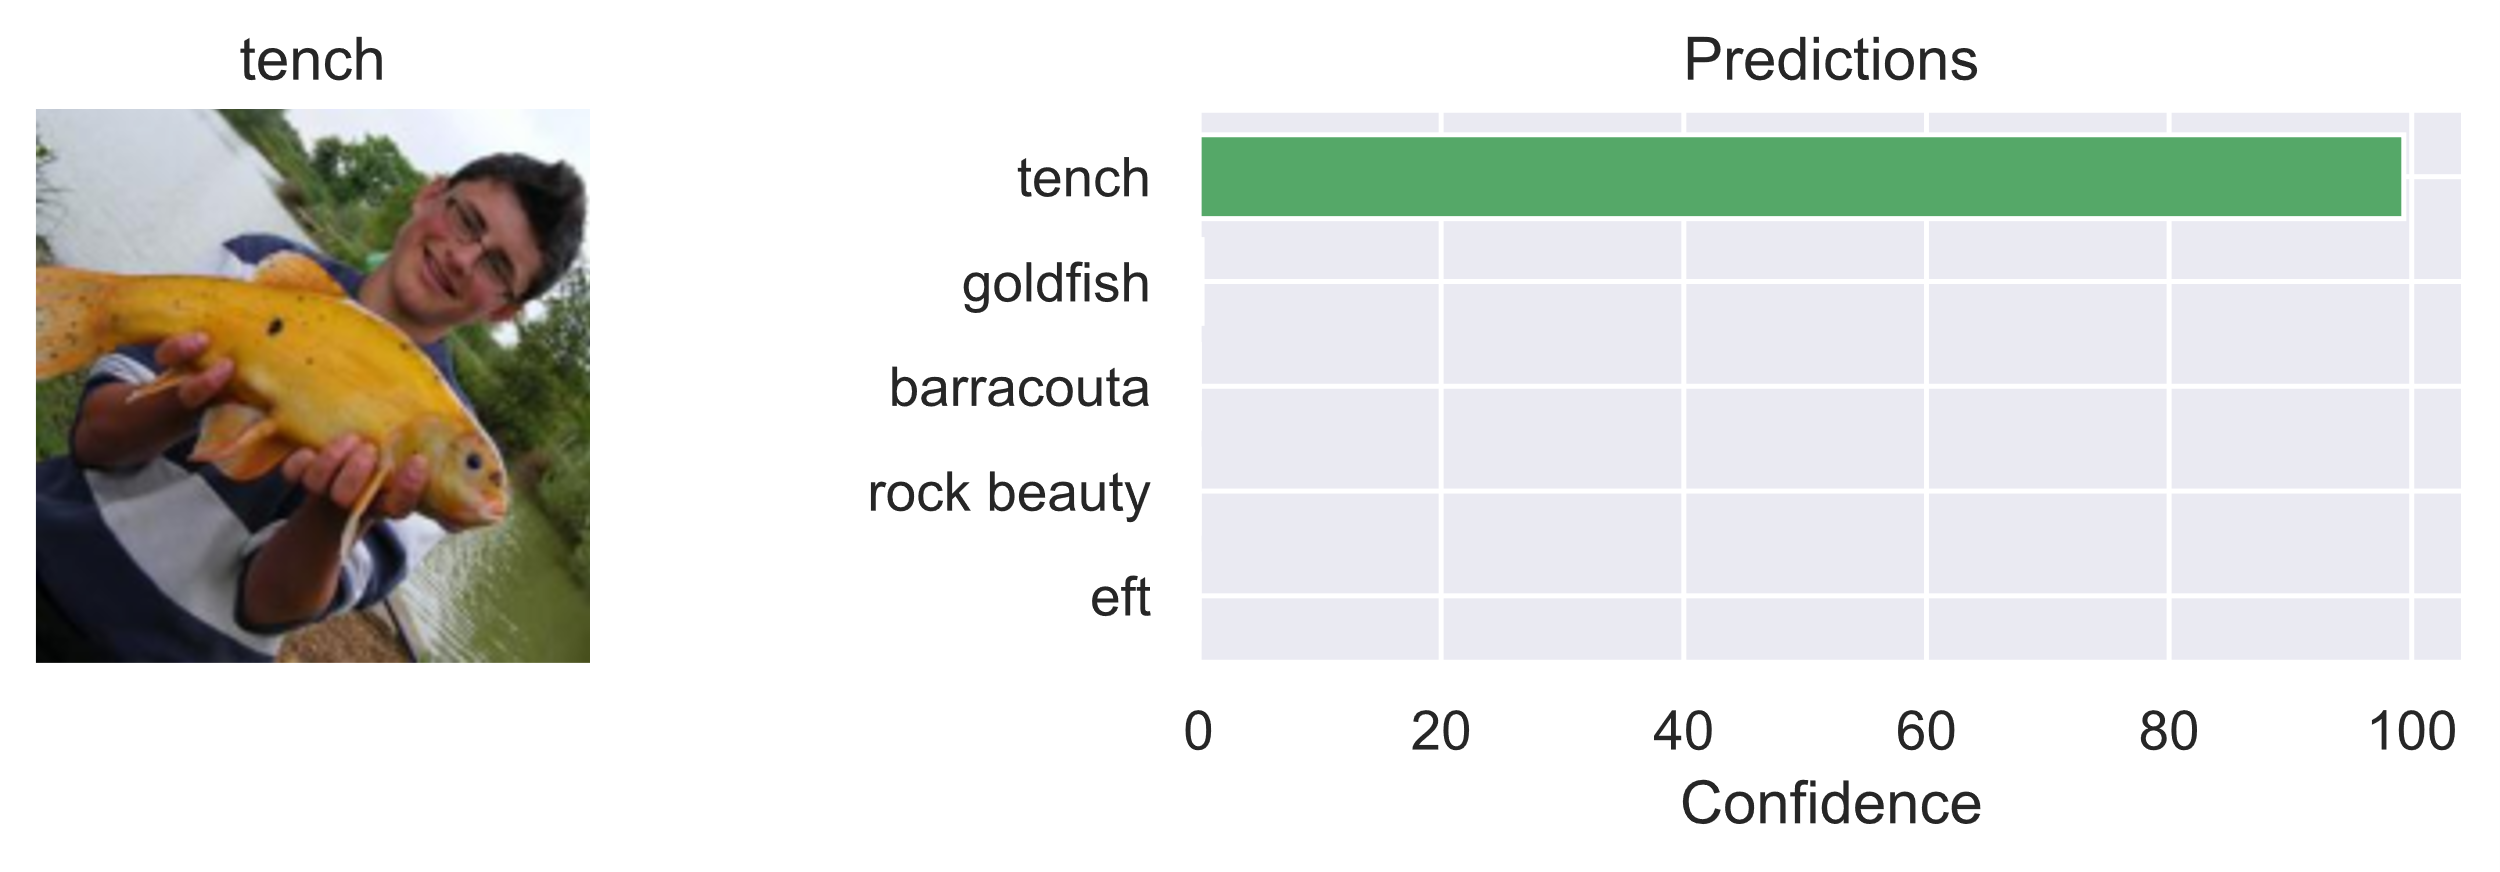 tench
Predictions
tench
goldfish
barracouta
rock beauty
eft
0 20 40 60 80 100
Confidence